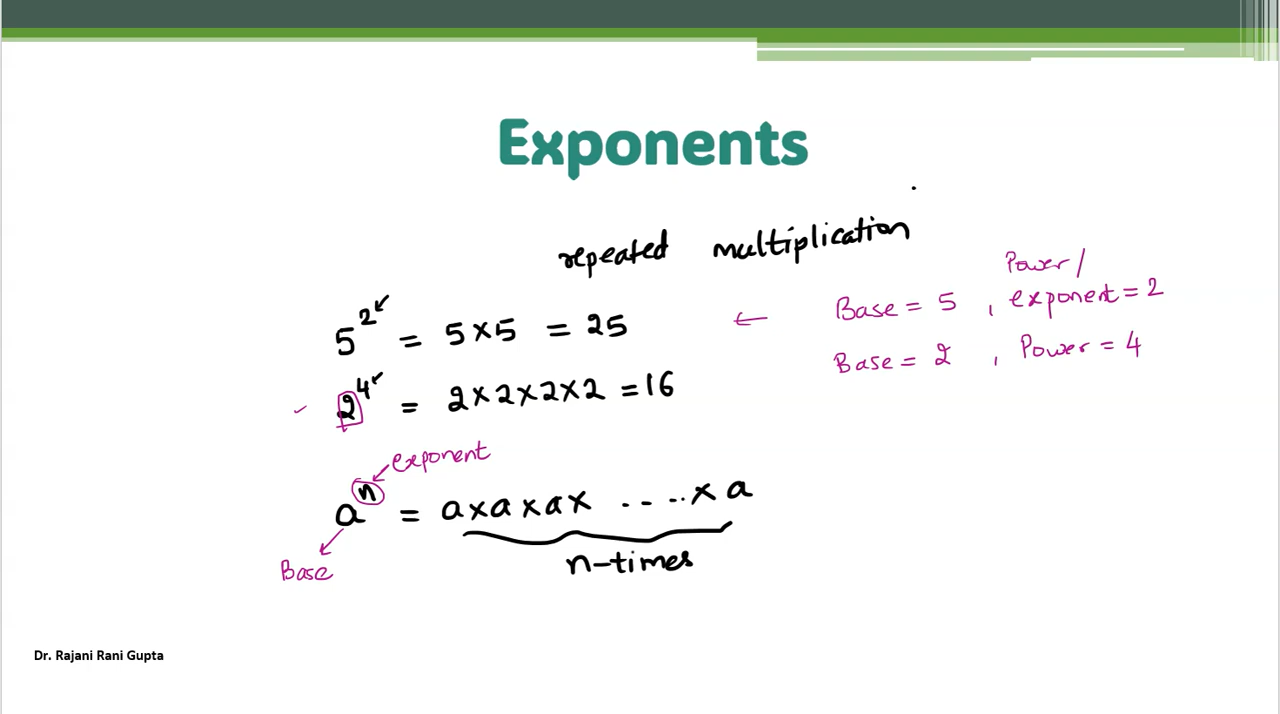 Exponents
repeated multiplication
5² = 5×5 = 25 ← Base = 5 , Power/exponent = 2
2⁴ = 2×2×2×2 = 16 Base = 2 , Power = 4
exponent
aⁿ = a×a×a× ..... × a
Base
n-times
Dr. Rajani Rani Gupta